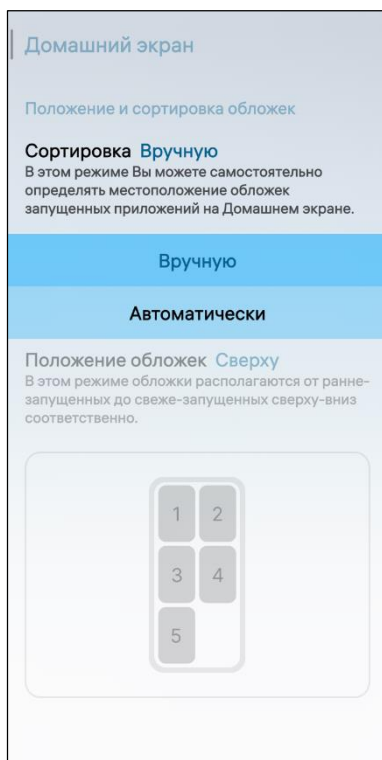 Домашний экран
Положение и сортировка обложек
Сортировка Вручную
В этом режиме Вы можете самостоятельно
определять местоположение обложек
запущенных приложений на Домашнем экране.
Вручную
Автоматически
Положение обложек Сверху
В этом режиме обложки располагаются от ранне-
запущенных до свеже-запущенных сверху-вниз
соответственно.
1 2
3 4
5